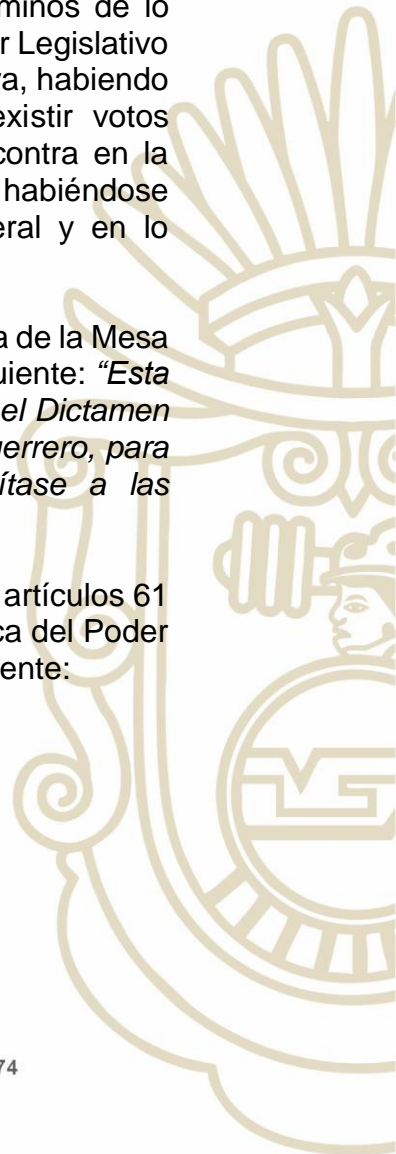 minos de lo
r Legislativo
va, habiendo
existir votos
contra en la
habiéndose
eral y en lo
a de la Mesa
uiente: “Esta
el Dictamen
uerrero, para
ítase a las
artículos 61
ca del Poder
ente:
74